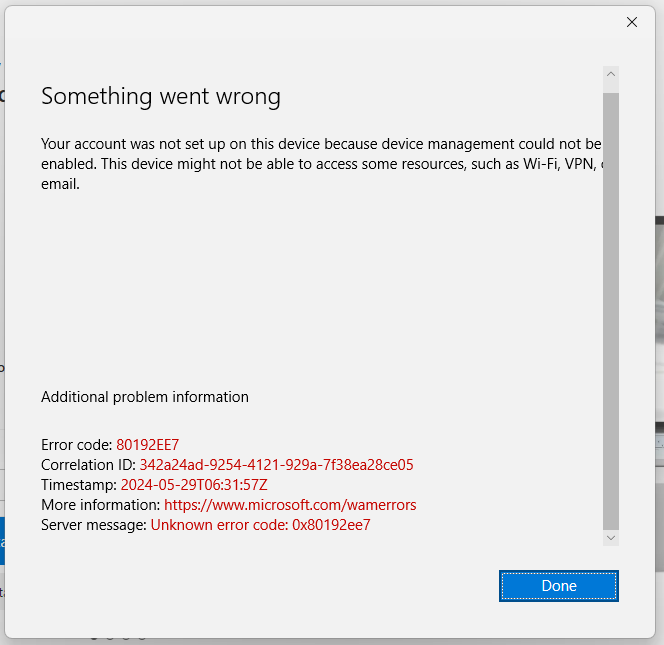 Something went wrong
Your account was not set up on this device because device management could not be
enabled. This device might not be able to access some resources, such as Wi-Fi, VPN,
email.
Additional problem information
Error code: 80192EE7
Correlation ID: 342a24ad-9254-4121-929a-7f38ea28ce05
Timestamp: 2024-05-29T06:31:57Z
More information: https://www.microsoft.com/wamerrors
Server message: Unknown error code: 0x80192ee7
Done